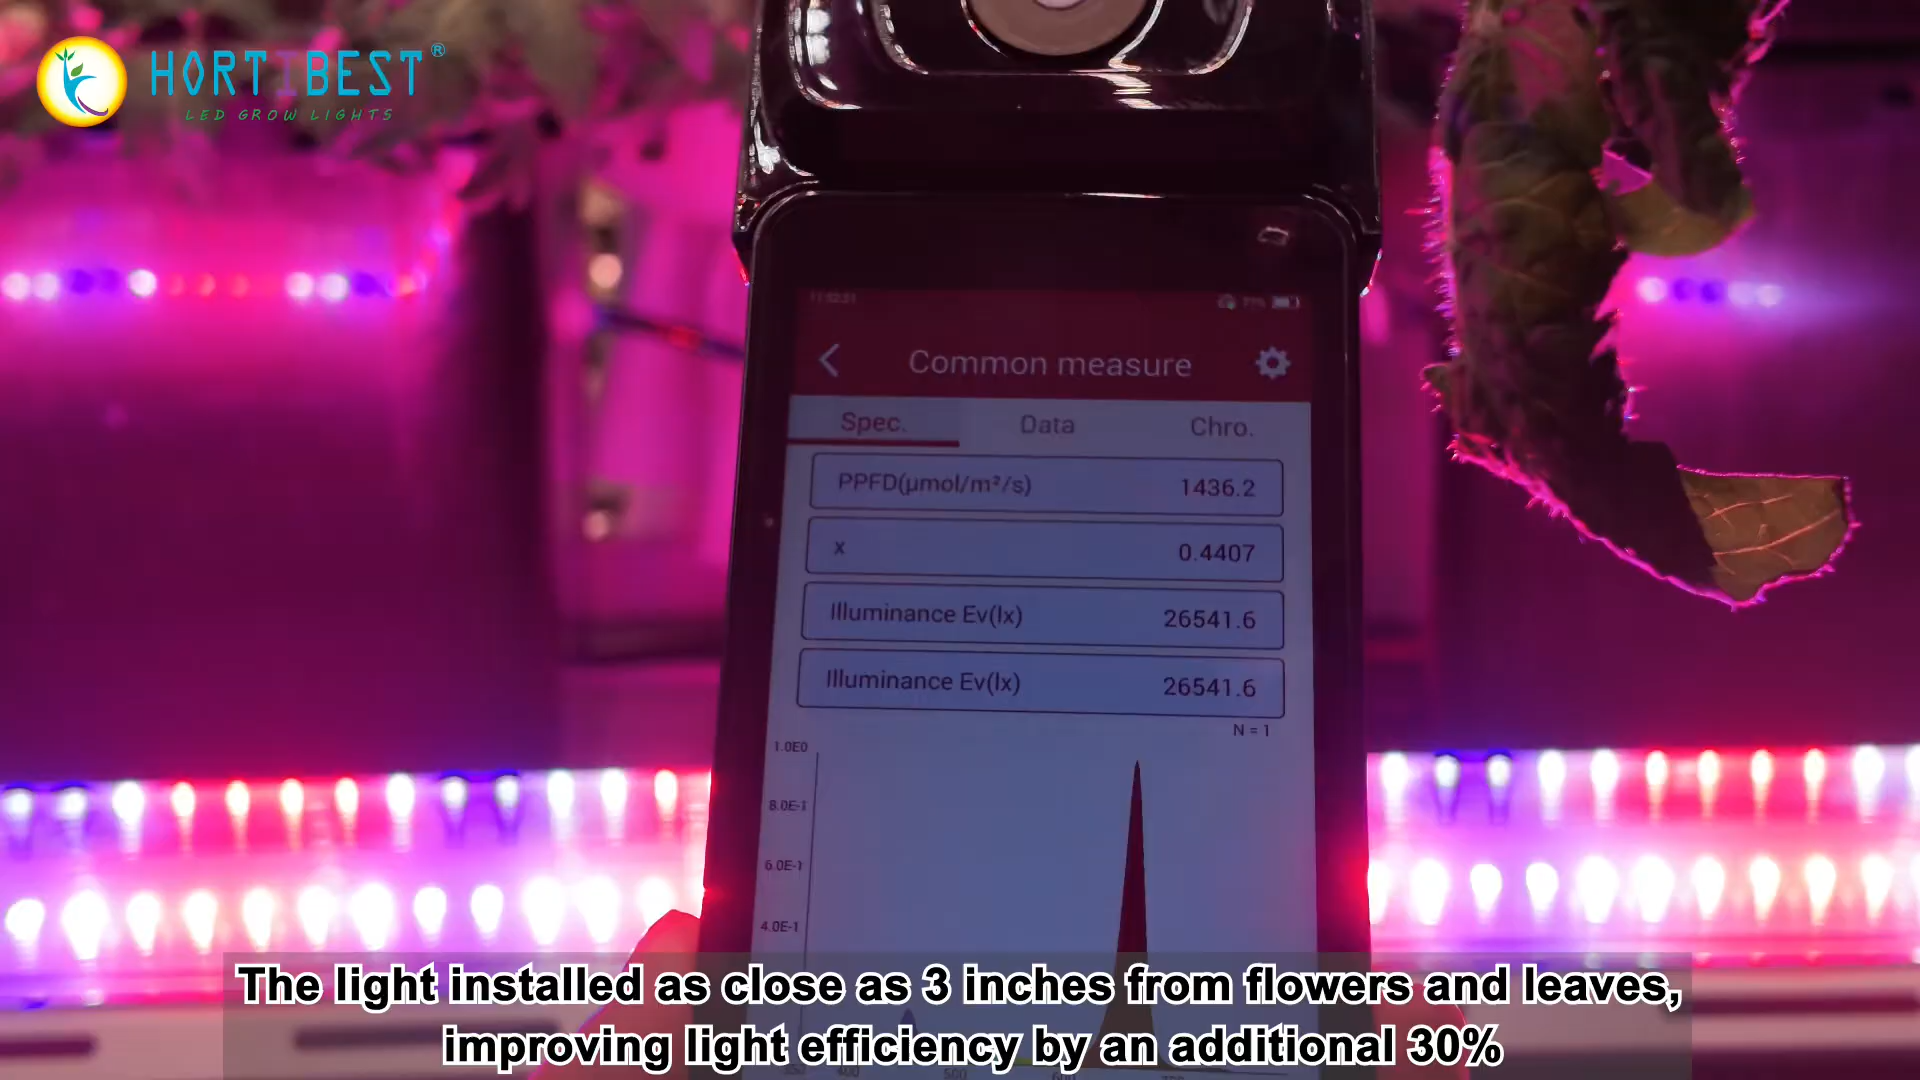 HORTIBEST®
LED GROW LIGHTS
Common measure
Spec. Data Chro.
PPFD(μmol/m²/s) 1436.2
x 0.4407
Illuminance Ev(lx) 26541.6
Illuminance Ev(lx) 26541.6
N = 1
1.0E0
8.0E-1
6.0E-1
4.0E-1
The light installed as close as 3 inches from flowers and leaves,
improving light efficiency by an additional 30%
400 500 600